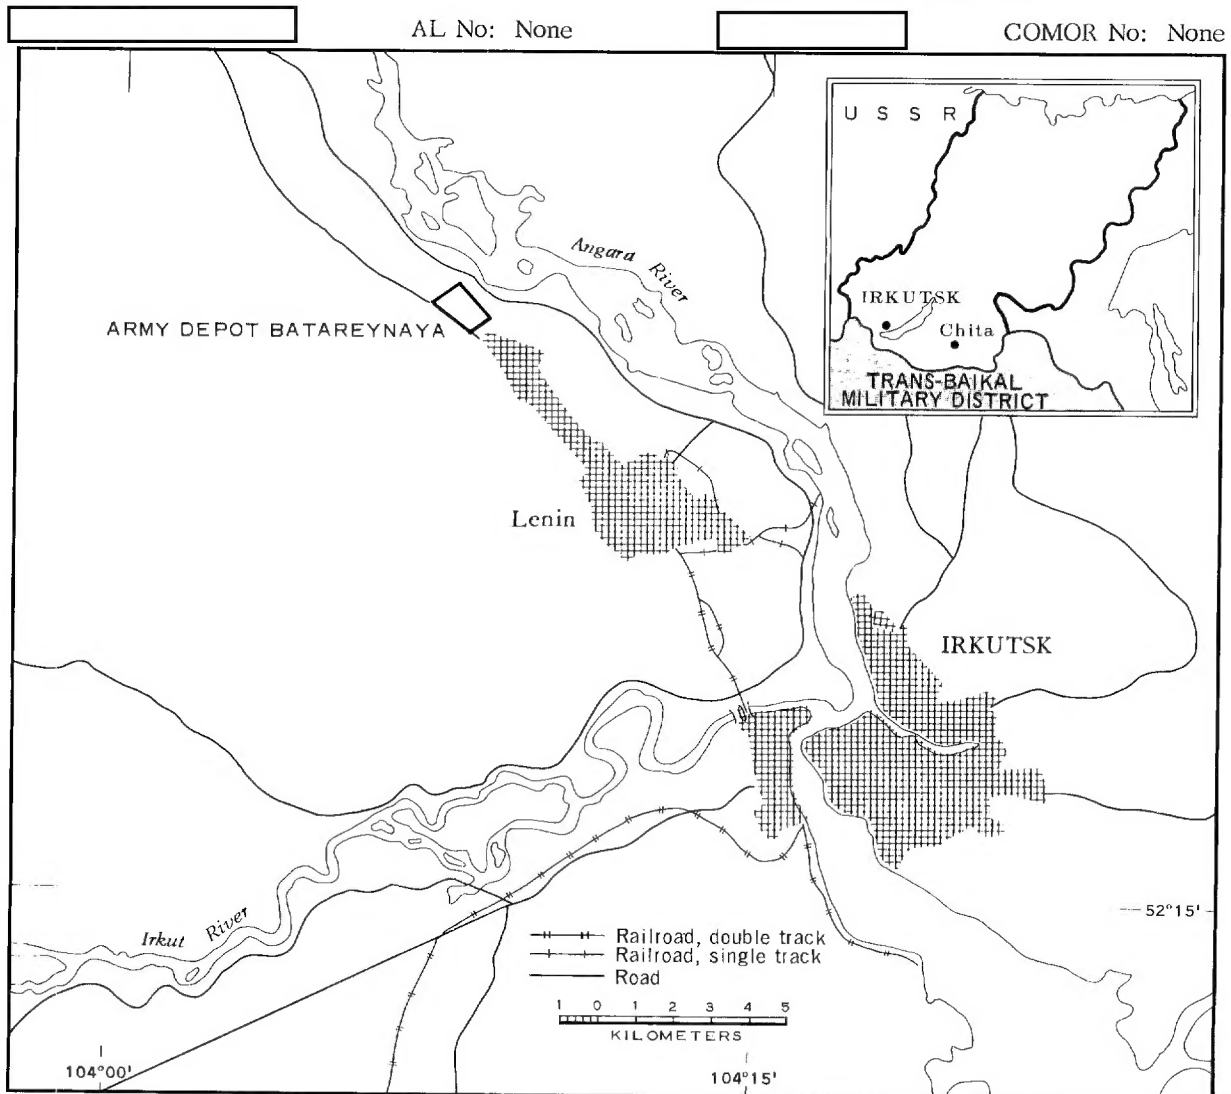 AL No: None
COMOR No: None
U S S R
IRKUTSK
Chita
TRANS-BAIKAL
MILITARY DISTRICT
Angara River
ARMY DEPOT BATAREYNAYA
Lenin
IRKUTSK
Irkut River
52°15'
Railroad, double track
Railroad, single track
Road
1 0 1 2 3 4 5
KILOMETERS
104°00'
104°15'